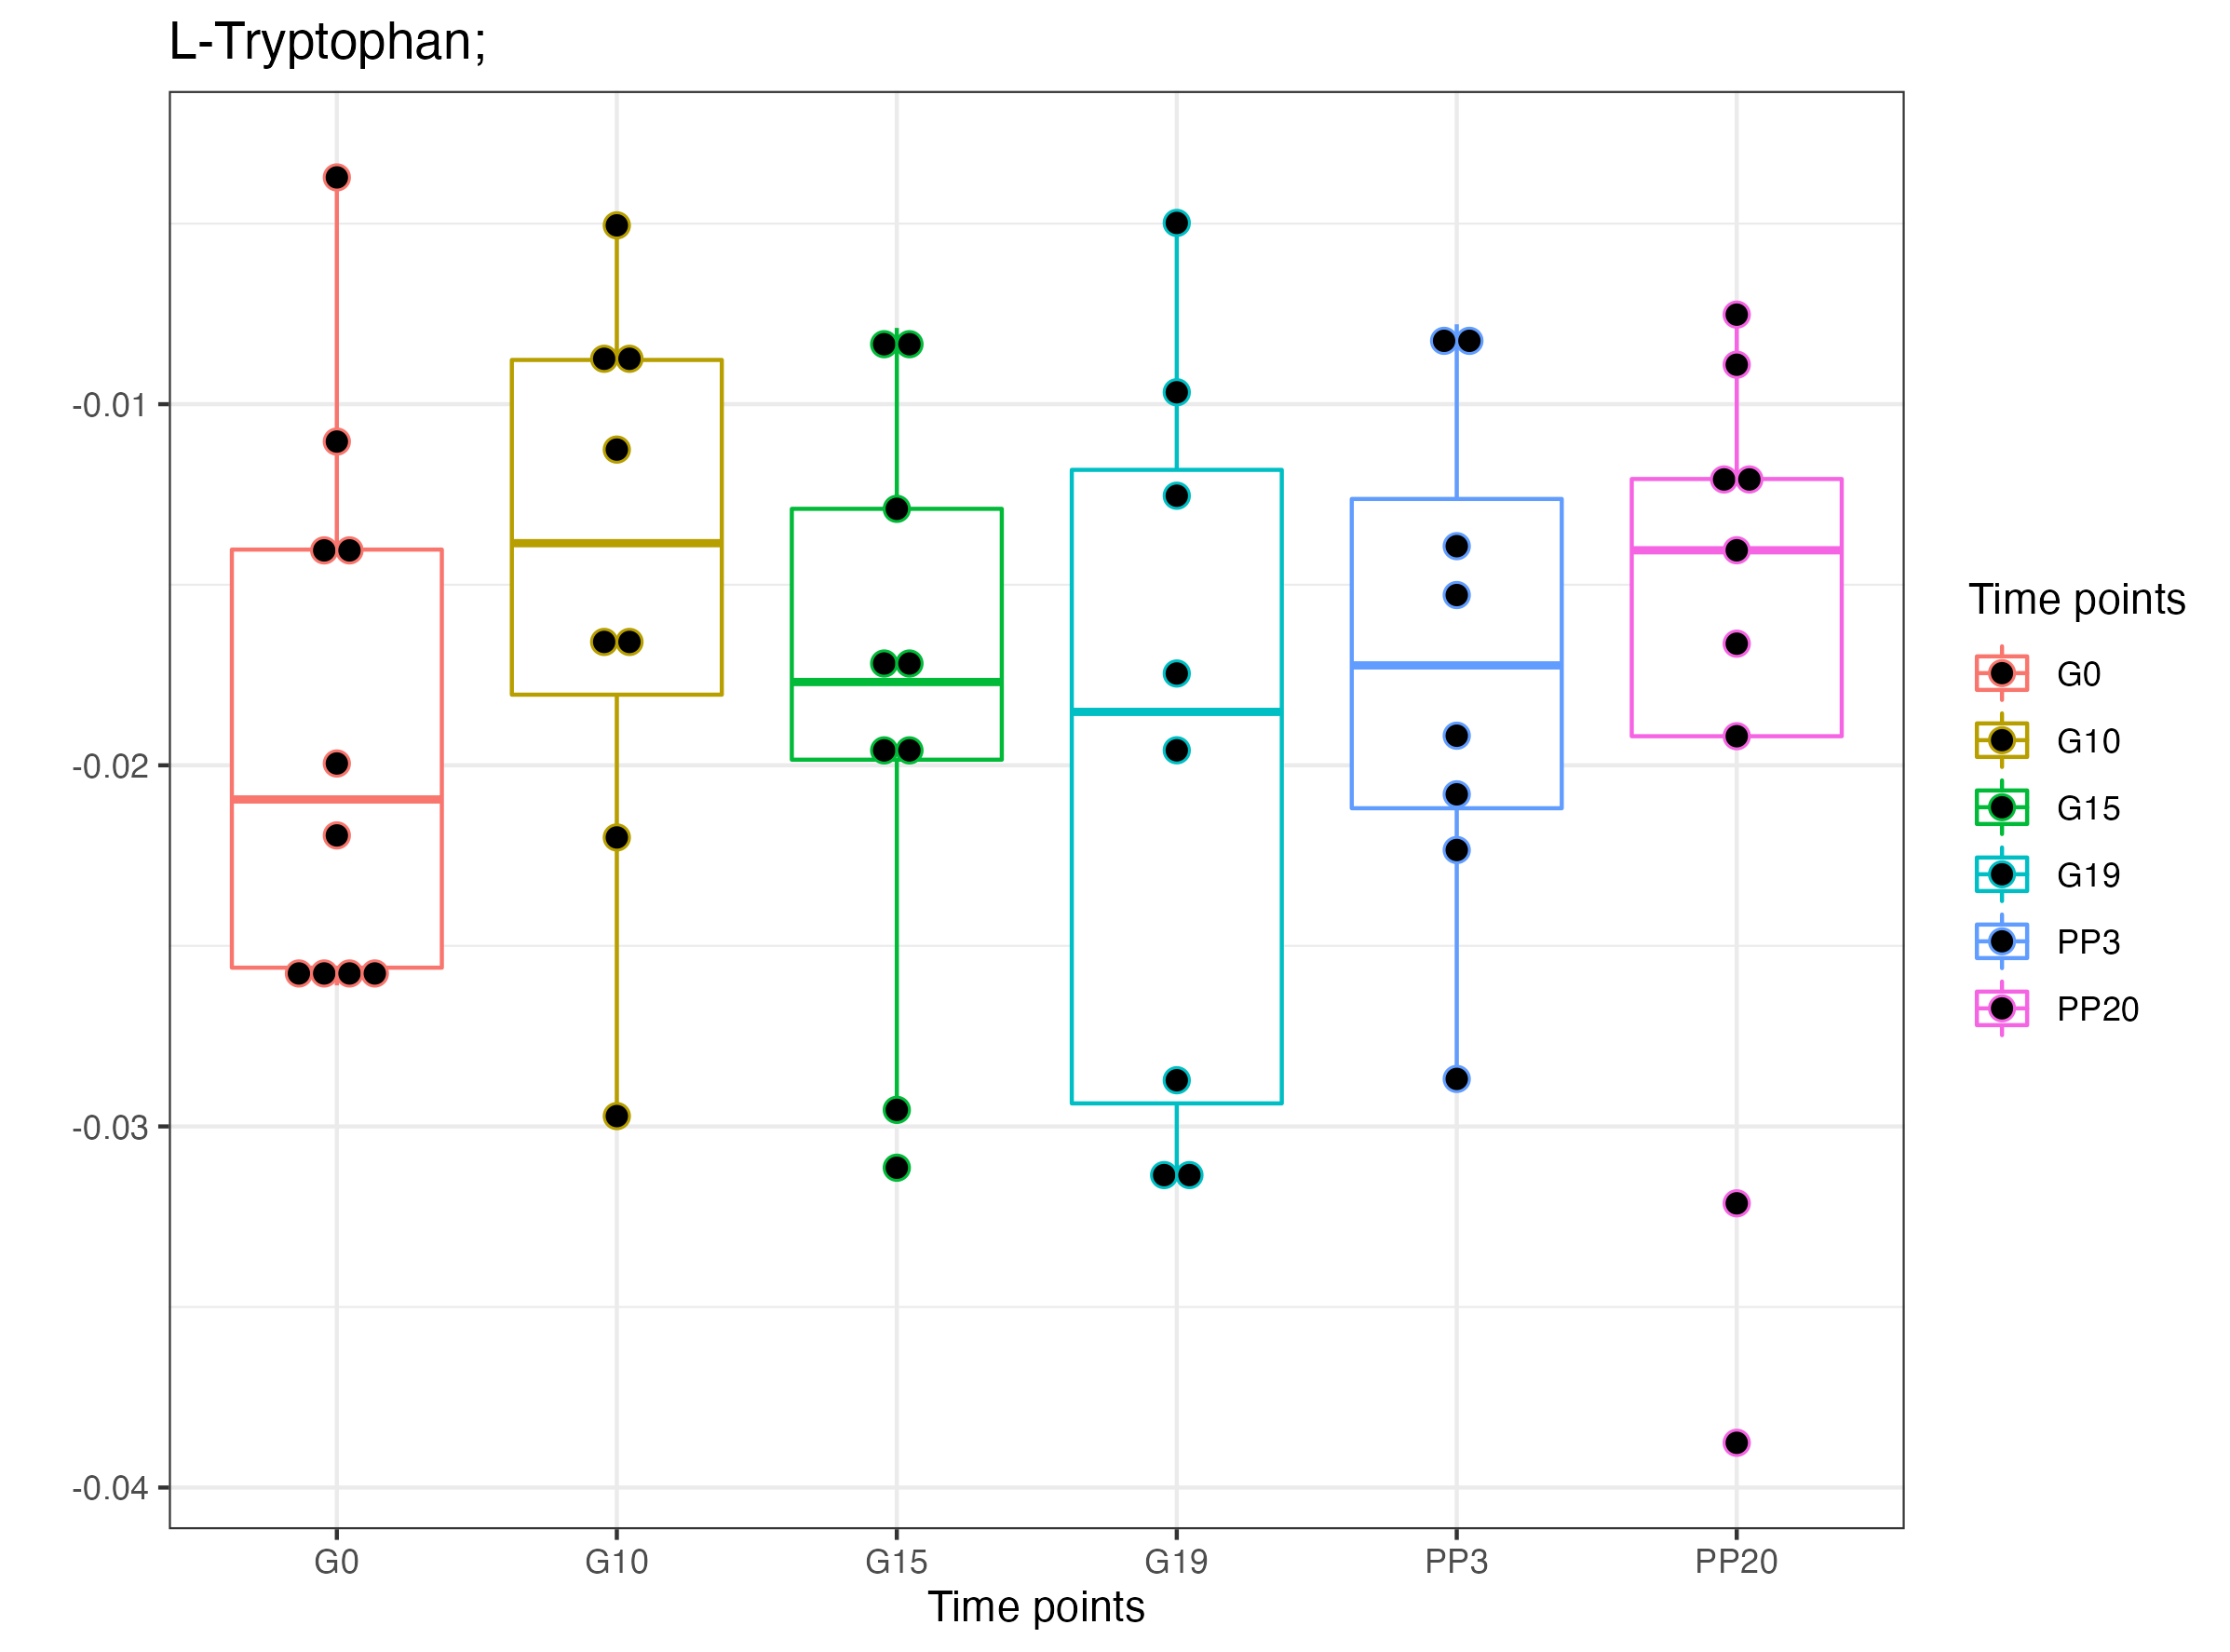 L-Tryptophan;
-0.01
-0.02
-0.03
-0.04
G0 G10 G15 G19 PP3 PP20
Time points
Time points
G0
G10
G15
G19
PP3
PP20